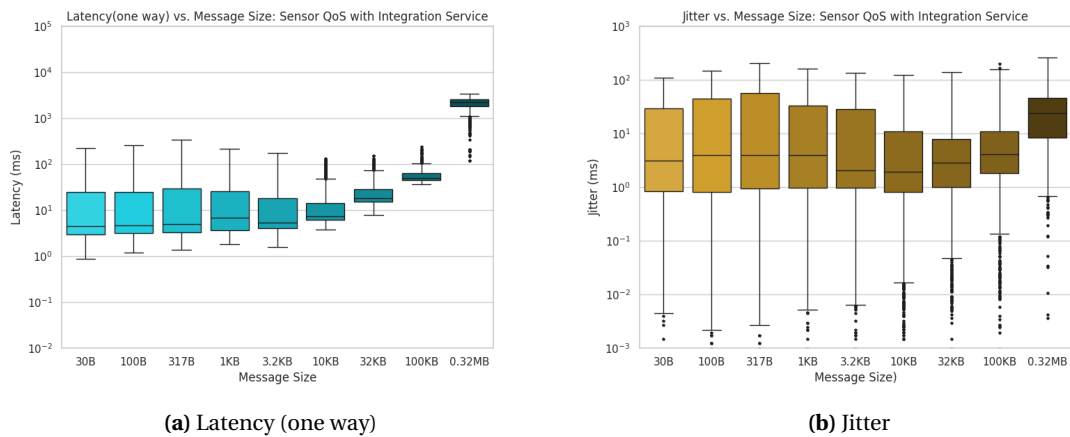 Latency(one way) vs. Message Size: Sensor QoS with Integration Service
10^5
10^4
10^3
10^2
10^1
10^0
10^-1
10^-2
Latency (ms)
30B 100B 317B 1KB 3.2KB 10KB 32KB 100KB 0.32MB
Message Size
(a) Latency (one way)
Jitter vs. Message Size: Sensor QoS with Integration Service
10^3
10^2
10^1
10^0
10^-1
10^-2
10^-3
Jitter (ms)
30B 100B 317B 1KB 3.2KB 10KB 32KB 100KB 0.32MB
Message Size)
(b) Jitter